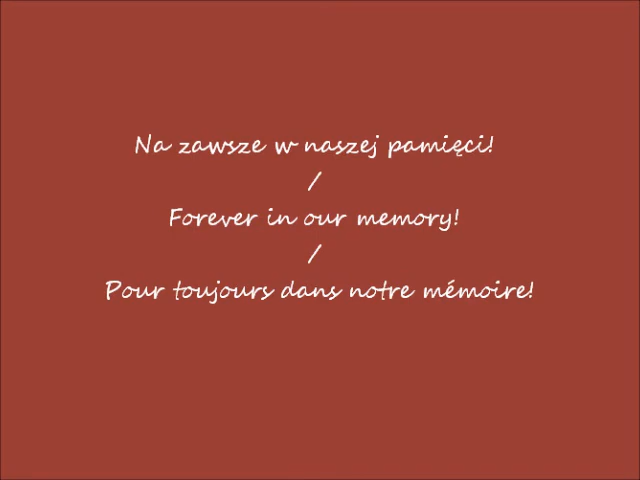 Na zawsze w naszej pamięci!
/
Forever in our memory!
/
Pour toujours dans notre mémoire!